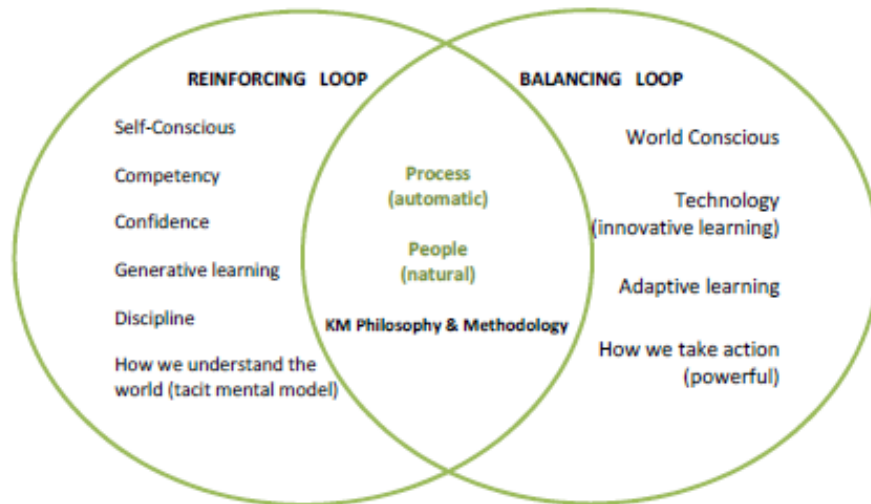 REINFORCING LOOP
Self-Conscious
Competency
Confidence
Generative learning
Discipline
How we understand the
world (tacit mental model)
Process
(automatic)
People
(natural)
KM Philosophy & Methodology
BALANCING LOOP
World Conscious
Technology
(innovative learning)
Adaptive learning
How we take action
(powerful)